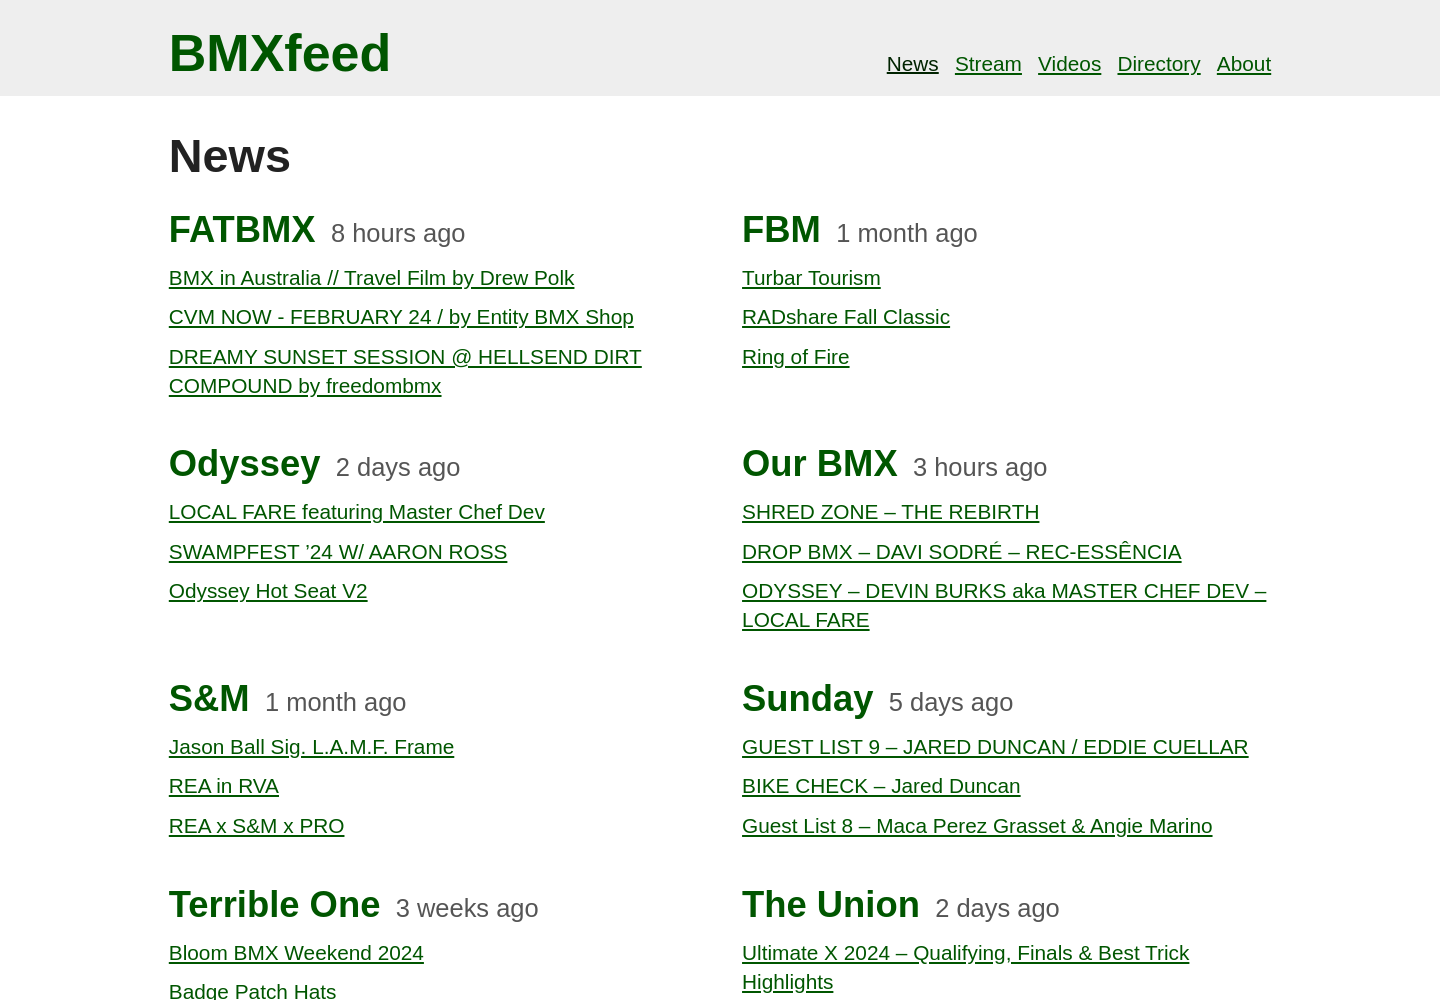 BMXfeed
News Stream Videos Directory About
News
FATBMX 8 hours ago
BMX in Australia // Travel Film by Drew Polk
CVM NOW - FEBRUARY 24 / by Entity BMX Shop
DREAMY SUNSET SESSION @ HELLSEND DIRT
COMPOUND by freedombmx
FBM 1 month ago
Turbar Tourism
RADshare Fall Classic
Ring of Fire
Odyssey 2 days ago
LOCAL FARE featuring Master Chef Dev
SWAMPFEST ’24 W/ AARON ROSS
Odyssey Hot Seat V2
Our BMX 3 hours ago
SHRED ZONE – THE REBIRTH
DROP BMX – DAVI SODRÉ – REC-ESSÊNCIA
ODYSSEY – DEVIN BURKS aka MASTER CHEF DEV –
LOCAL FARE
S&M 1 month ago
Jason Ball Sig. L.A.M.F. Frame
REA in RVA
REA x S&M x PRO
Sunday 5 days ago
GUEST LIST 9 – JARED DUNCAN / EDDIE CUELLAR
BIKE CHECK – Jared Duncan
Guest List 8 – Maca Perez Grasset & Angie Marino
Terrible One 3 weeks ago
Bloom BMX Weekend 2024
Badge Patch Hats
The Union 2 days ago
Ultimate X 2024 – Qualifying, Finals & Best Trick
Highlights